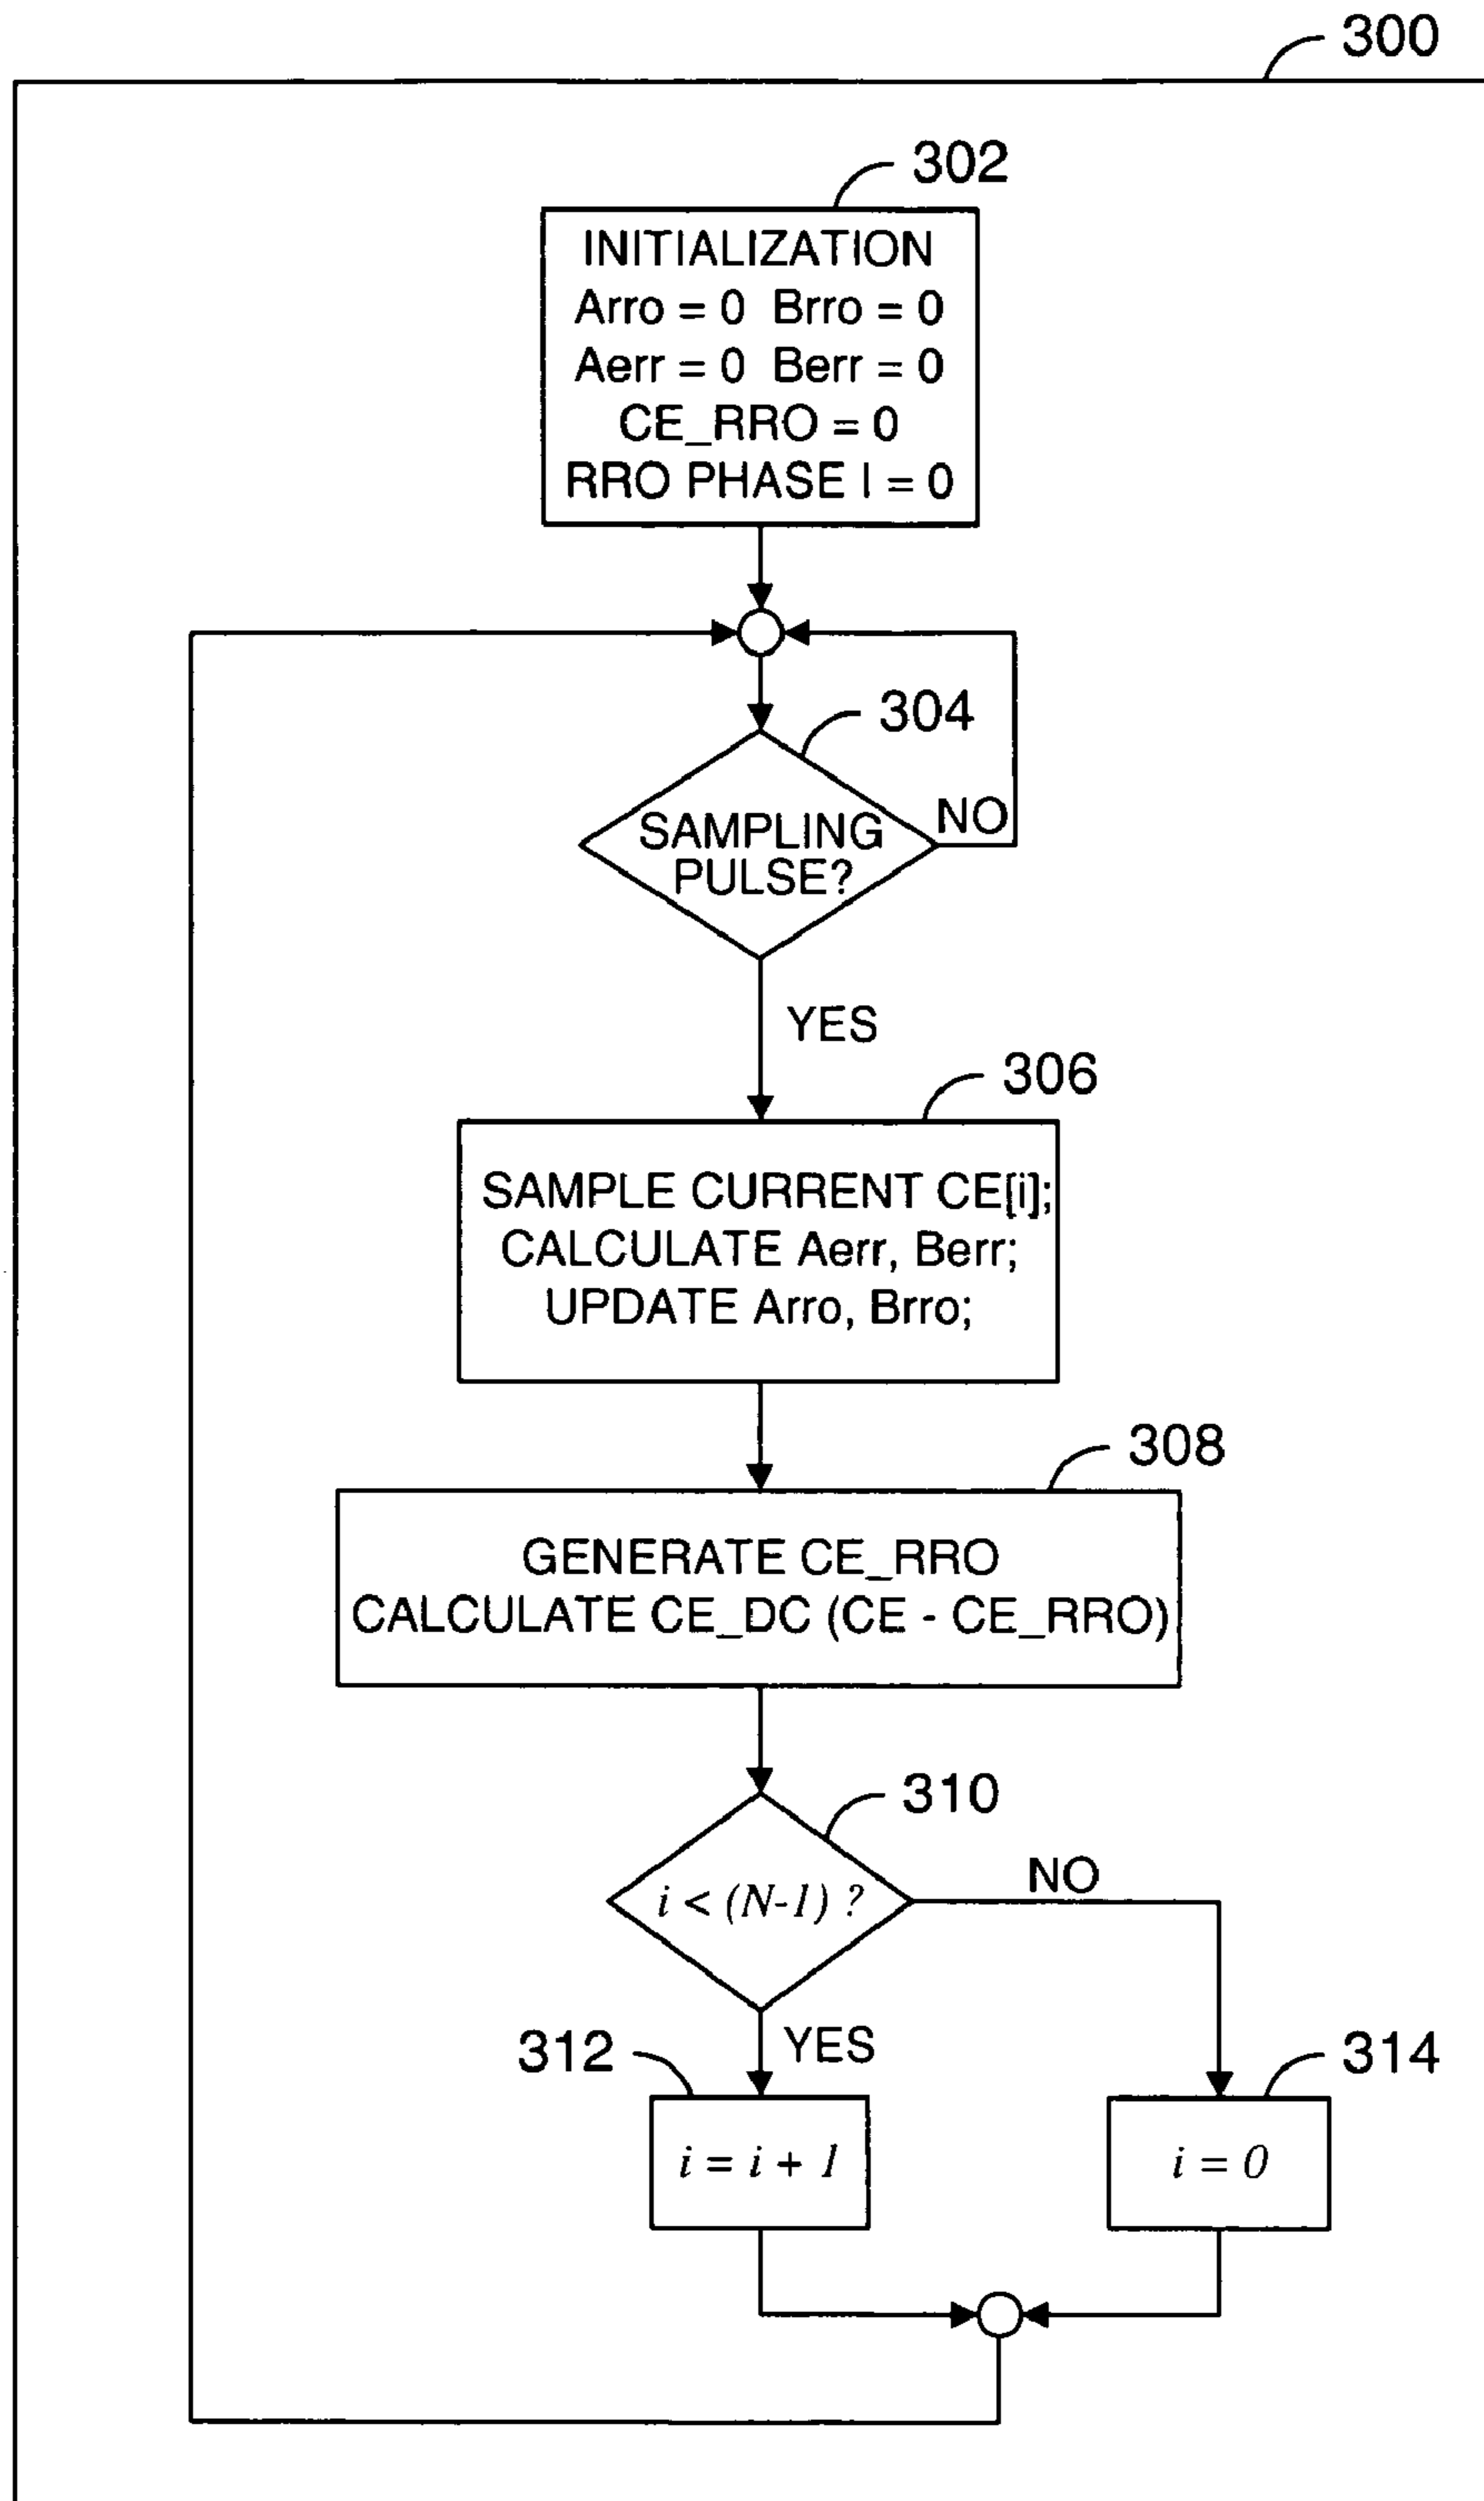 300
302
INITIALIZATION
Arro = 0 Brro = 0
Aerr = 0 Berr = 0
CE_RRO = 0
RRO PHASE I = 0
304
NO
SAMPLING
PULSE?
YES
306
SAMPLE CURRENT CE[i];
CALCULATE Aerr, Berr;
UPDATE Arro, Brro;
308
GENERATE CE_RRO
CALCULATE CE_DC (CE - CE_RRO)
310
NO
i < (N-1) ?
312
YES
314
i = i + 1
i = 0